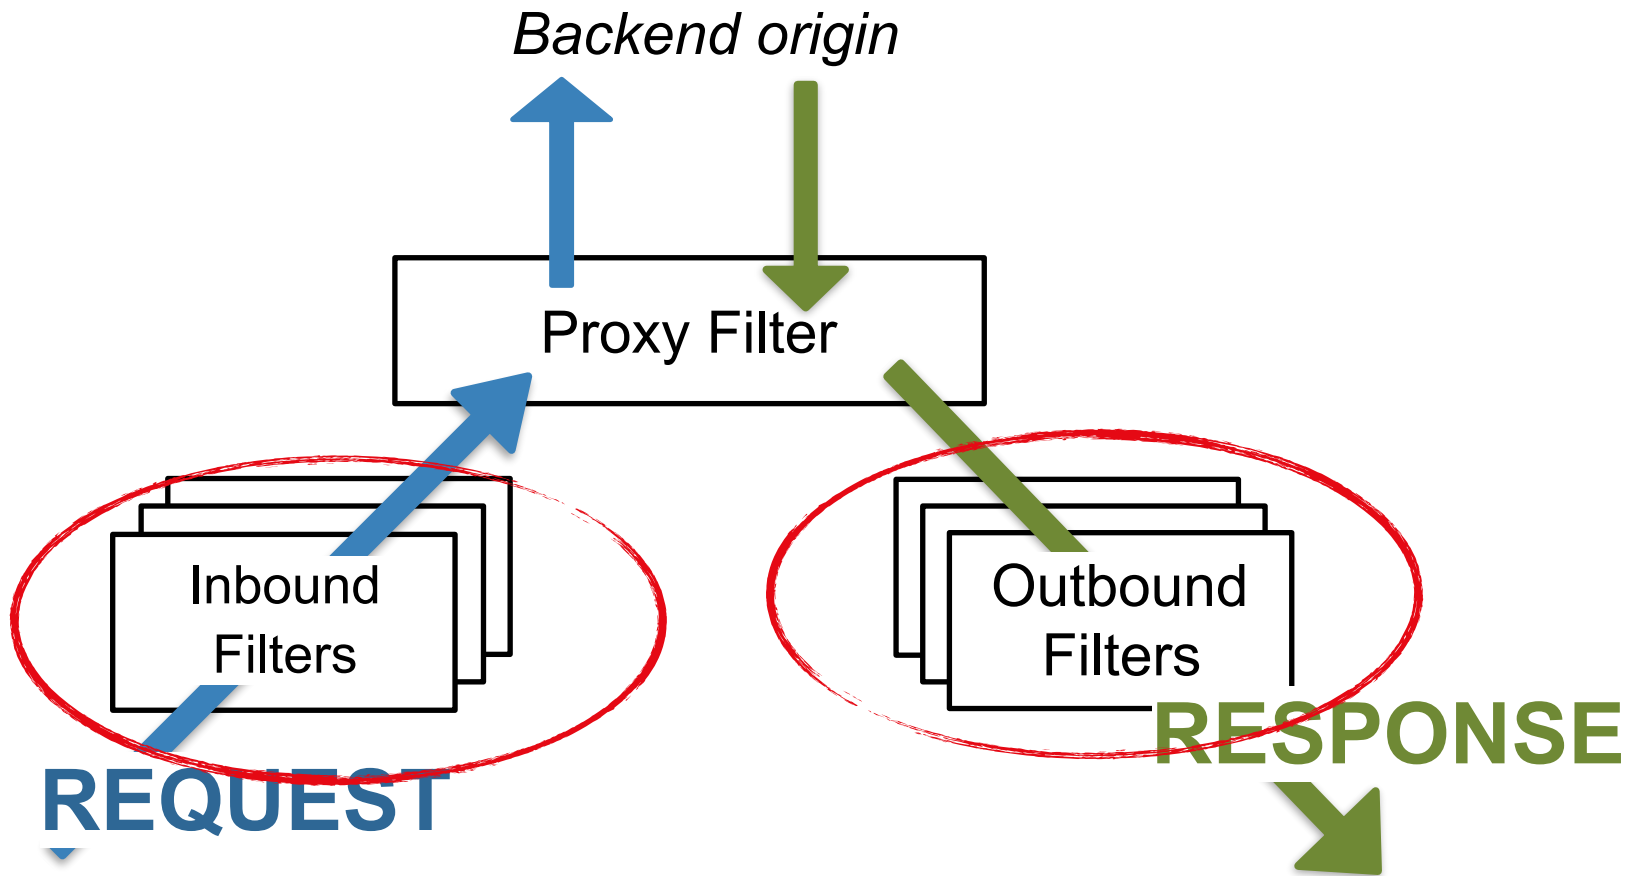 Backend origin
Proxy Filter
Inbound
Filters
Outbound
Filters
REQUEST
RESPONSE